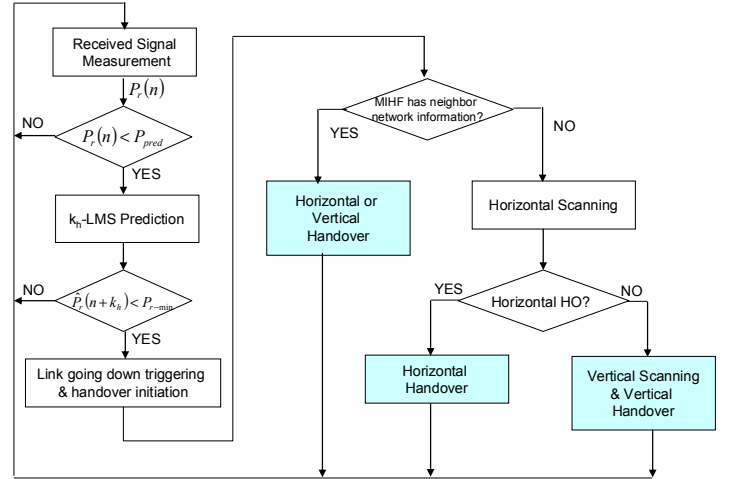 Received Signal
Measurement
P_r(n)
NO
P_r(n) < P_pred
YES
k_h-LMS Prediction
NO
P̂_r(n+k_h) < P_r-min
YES
Link going down triggering
& handover initiation
MIHF has neighbor
network information?
YES
NO
Horizontal or
Vertical
Handover
Horizontal Scanning
YES
Horizontal HO?
NO
Horizontal
Handover
Vertical Scanning
& Vertical
Handover